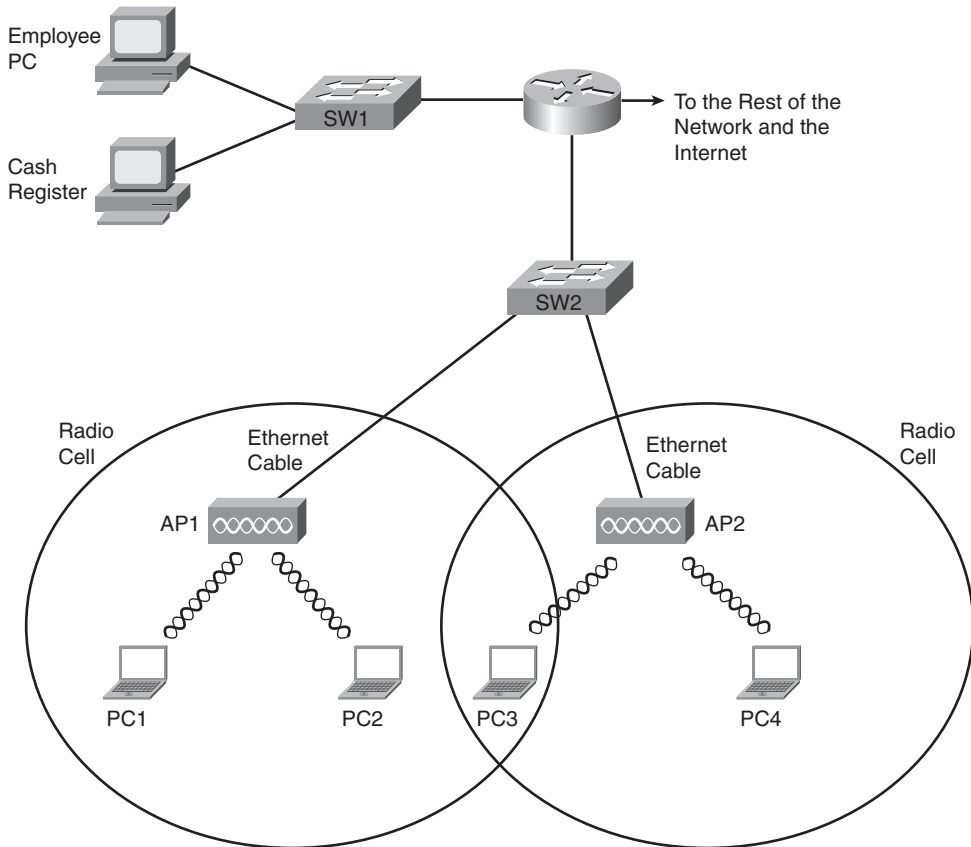 Employee
PC
SW1
To the Rest of the
Network and the
Internet
Cash
Register
SW2
Radio
Cell
Ethernet
Cable
Ethernet
Cable
Radio
Cell
AP1
AP2
PC1
PC2
PC3
PC4